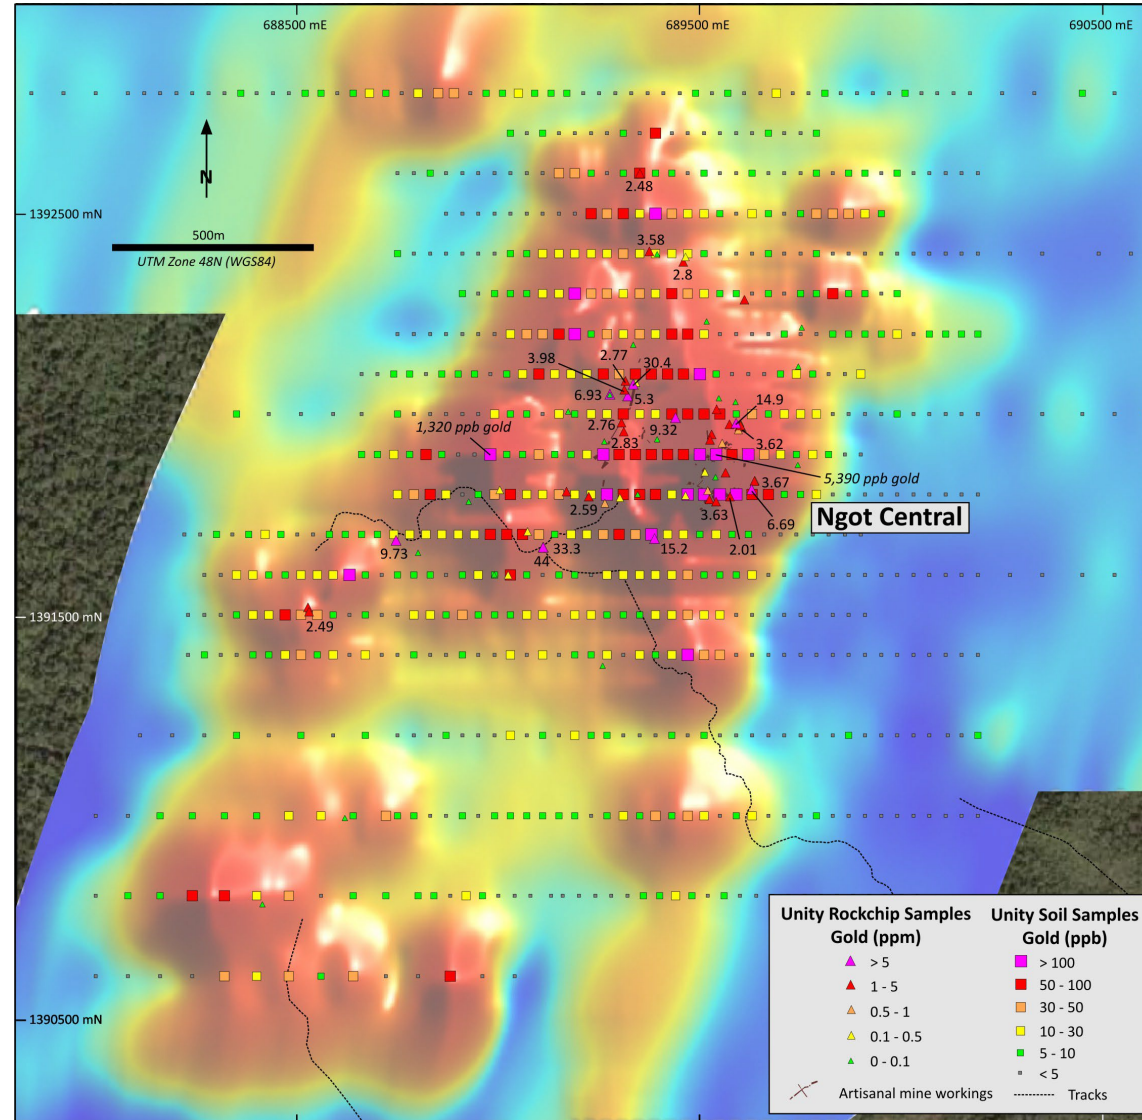 688500 mE
689500 mE
690500 mE
N
2.48
1392500 mN
500m
UTM Zone 48N (WGS84)
3.58
2.8
2.77
30.4
3.98
6.93
5.3
14.9
2.76
9.32
1,320 ppb gold
2.83
3.62
5,390 ppb gold
3.67
2.59
3.63
6.69
Ngot Central
2.01
9.73
33.3
15.2
44
1391500 mN
2.49
Unity Rockchip Samples
Gold (ppm)
> 5
1 - 5
0.5 - 1
0.1 - 0.5
0 - 0.1
Artisanal mine workings
Unity Soil Samples
Gold (ppb)
> 100
50 - 100
30 - 50
10 - 30
5 - 10
< 5
Tracks
1390500 mN